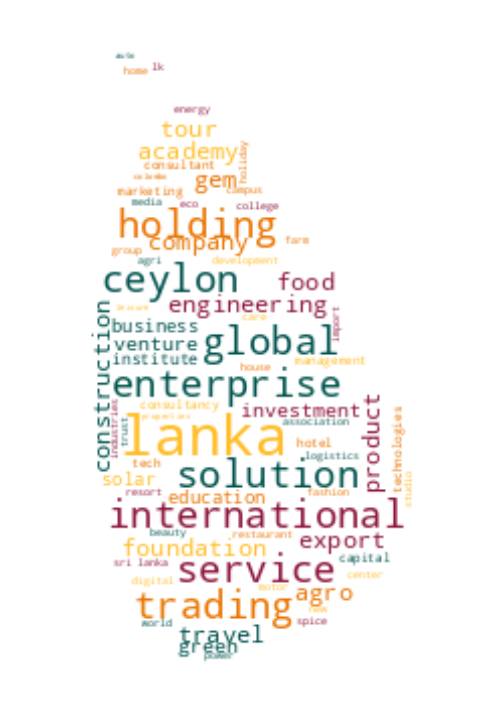 auto
home lk
energy
tour
academy
holiday
consultant
colombo
gem
marketing campus
media eco college
holding
company farm
group
agri development
ceylon food
engineering
leisure
care
import
construction
business
venture global
institute management
house
enterprise
consultancy investment
properties
association
industries
trust
lanka
product
technologies
hotel
logistics
tech
solution
solar
studio
resort education fashion
international
beauty restaurant
foundation export
sri lanka capital
service center
digital motor
agro
trading new
world spice
travel
green
power